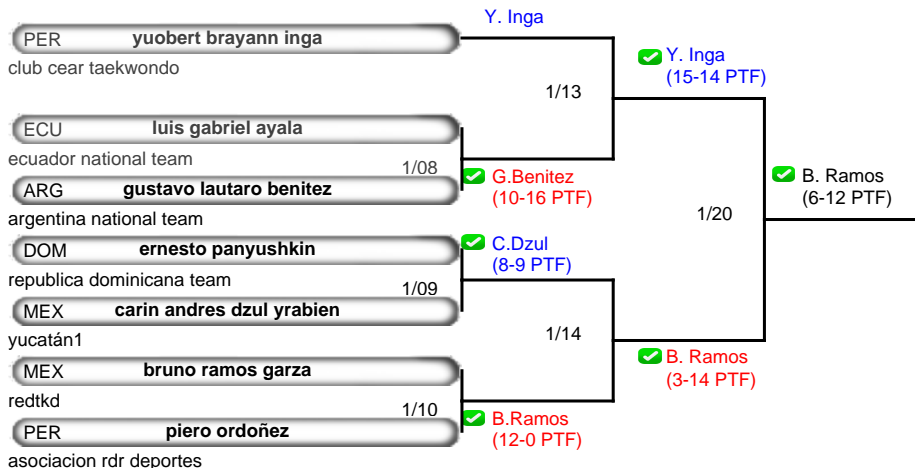 Y. Inga
PER yuobert brayann inga
club cear taekwondo
Y. Inga
(15-14 PTF)
1/13
ECU luis gabriel ayala
ecuador national team
1/08
ARG gustavo lautaro benitez
argentina national team
G.Benitez
(10-16 PTF)
B. Ramos
(6-12 PTF)
1/20
DOM ernesto panyushkin
republica dominicana team
C.Dzul
(8-9 PTF)
1/09
MEX carin andres dzul yrabien
yucatán1
1/14
B. Ramos
(3-14 PTF)
MEX bruno ramos garza
redtkd
1/10
PER piero ordoñez
asociacion rdr deportes
B.Ramos
(12-0 PTF)